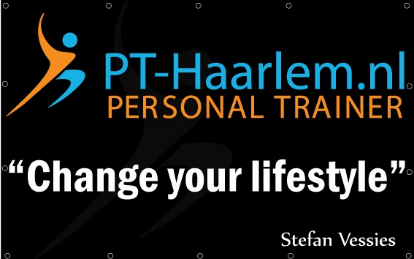 PT-Haarlem.nl
PERSONAL TRAINER
“Change your lifestyle”
Stefan Vessies